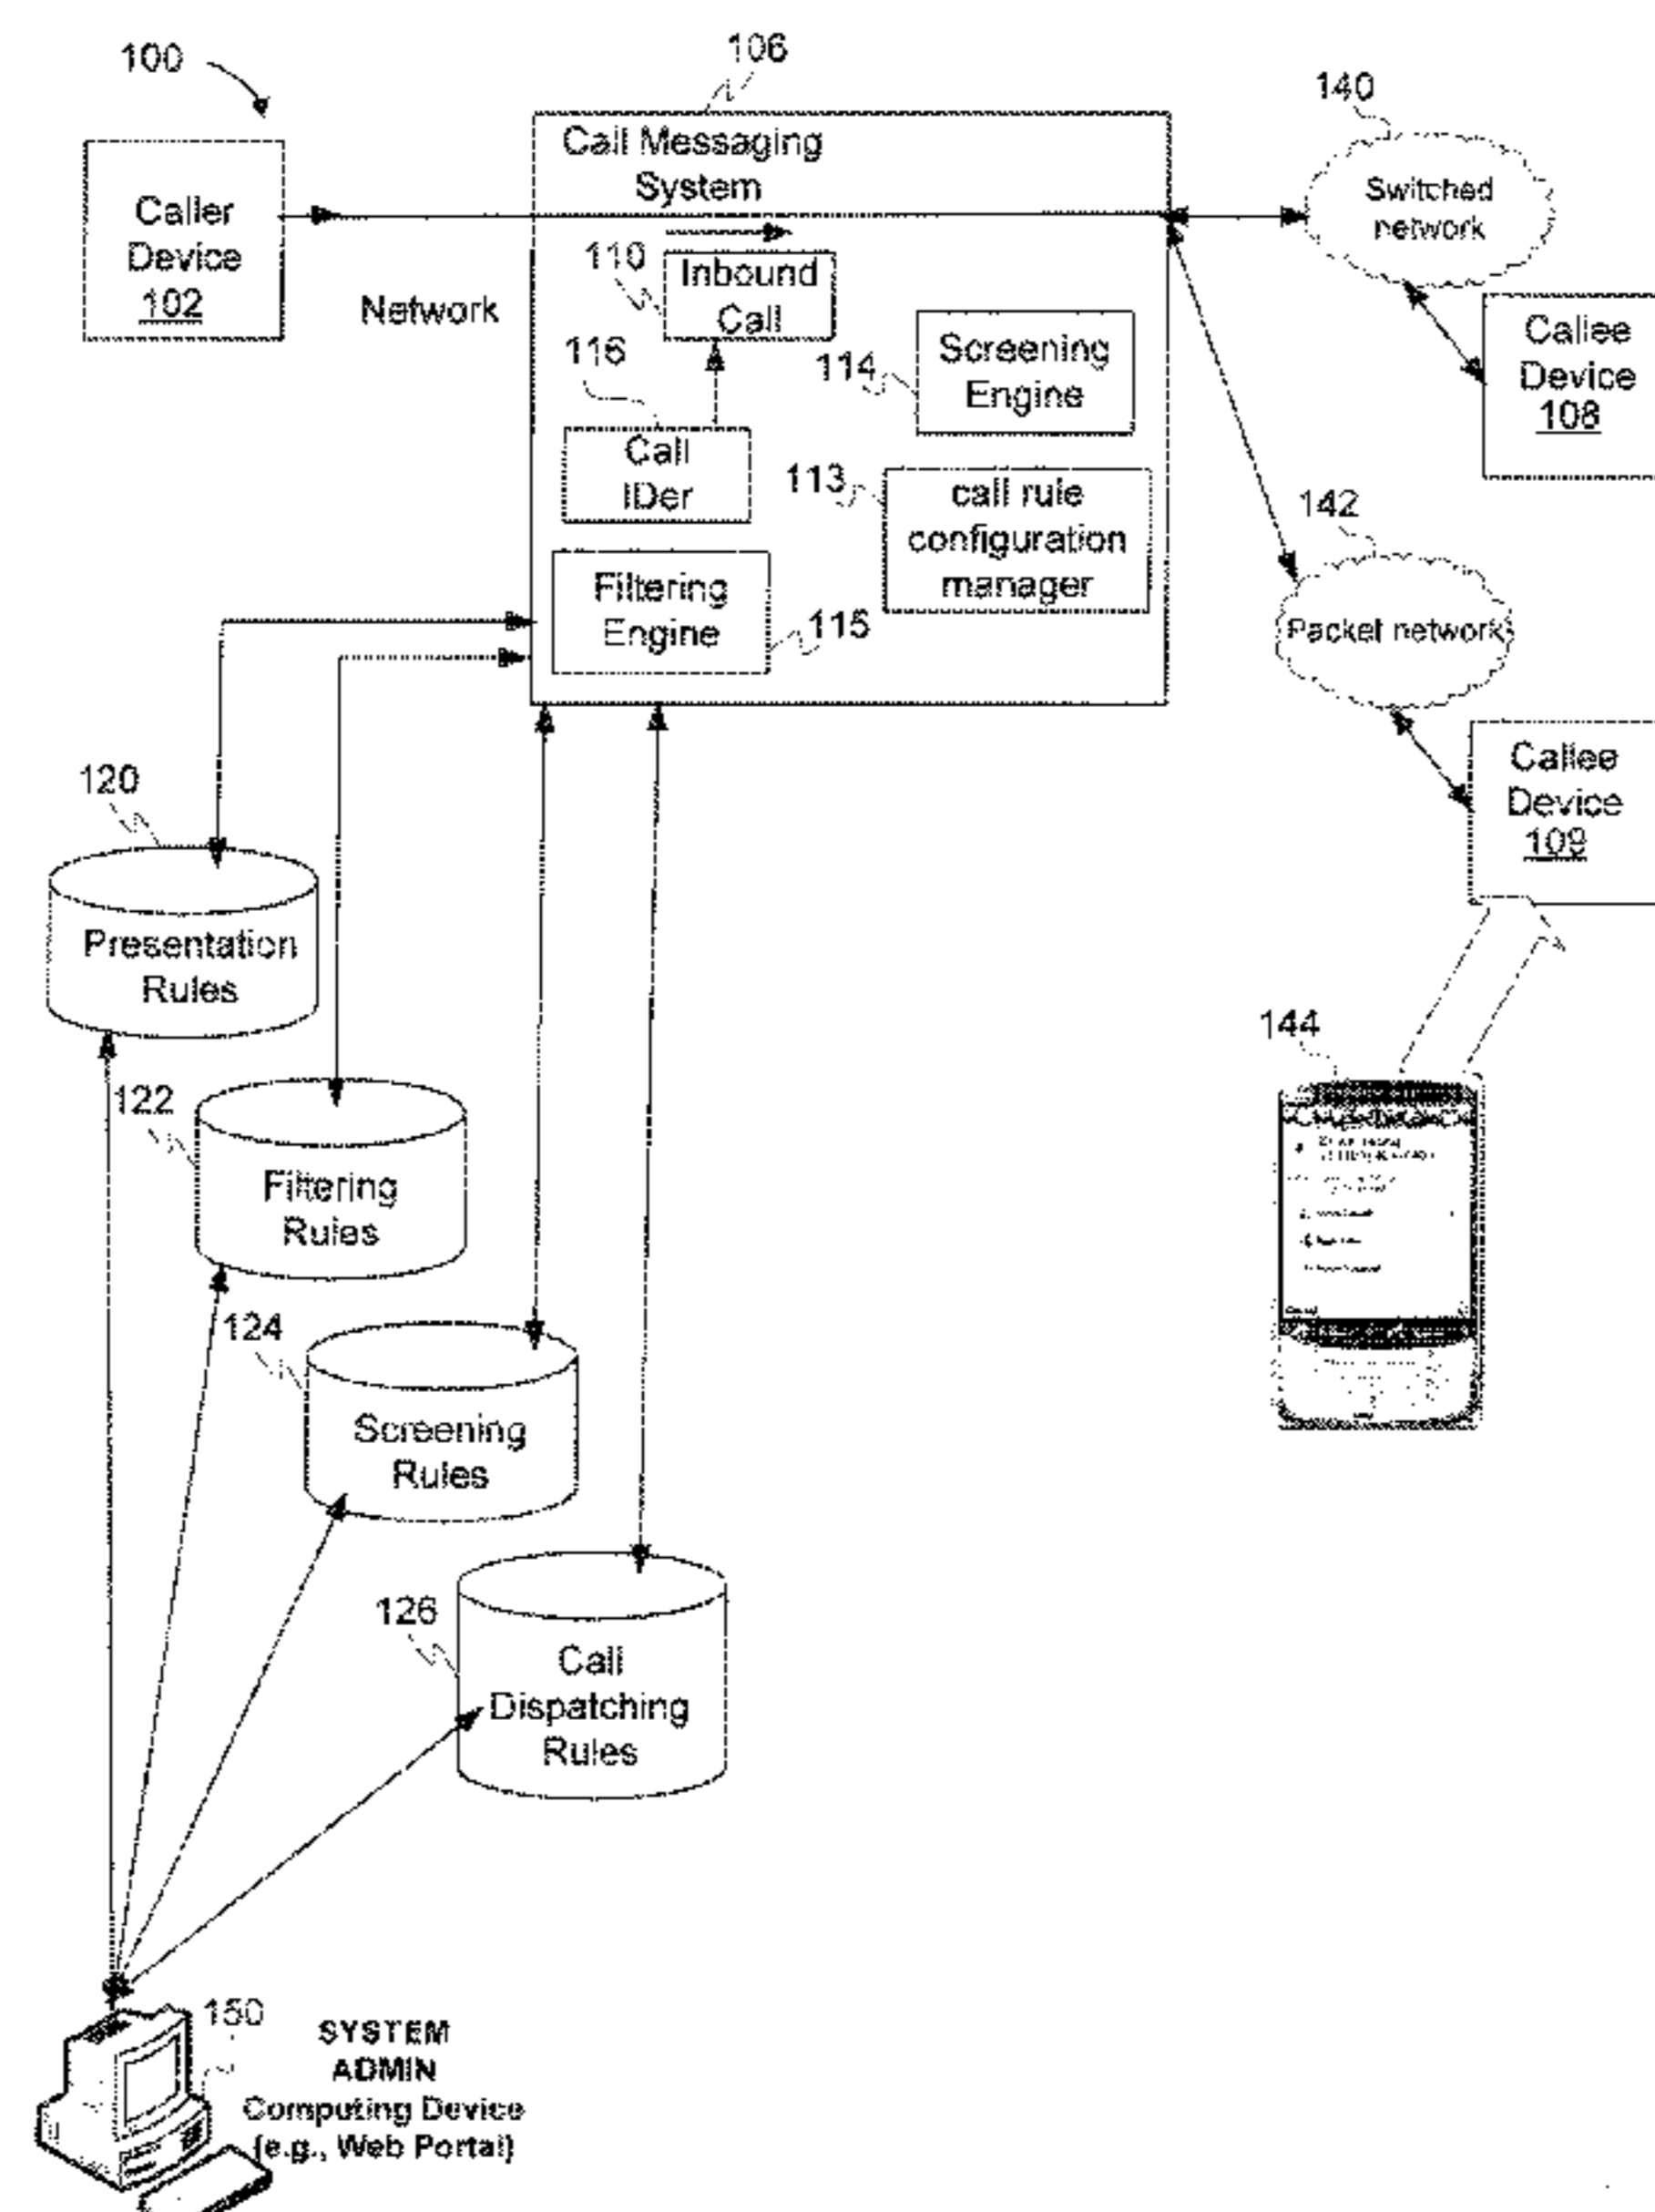 100
106
140
Call Messaging
System
Caller
Device
102
Switched
network
110
Inbound
Call
Network
Callee
Device
108
116
114
Screening
Engine
Call
IDer
113
call rule
configuration
manager
142
Filtering
Engine
115
Packet network
120
Callee
Device
109
Presentation
Rules
144
122
Filtering
Rules
124
Screening
Rules
126
Call
Dispatching
Rules
150
SYSTEM
ADMIN
Computing Device
(e.g., Web Portal)